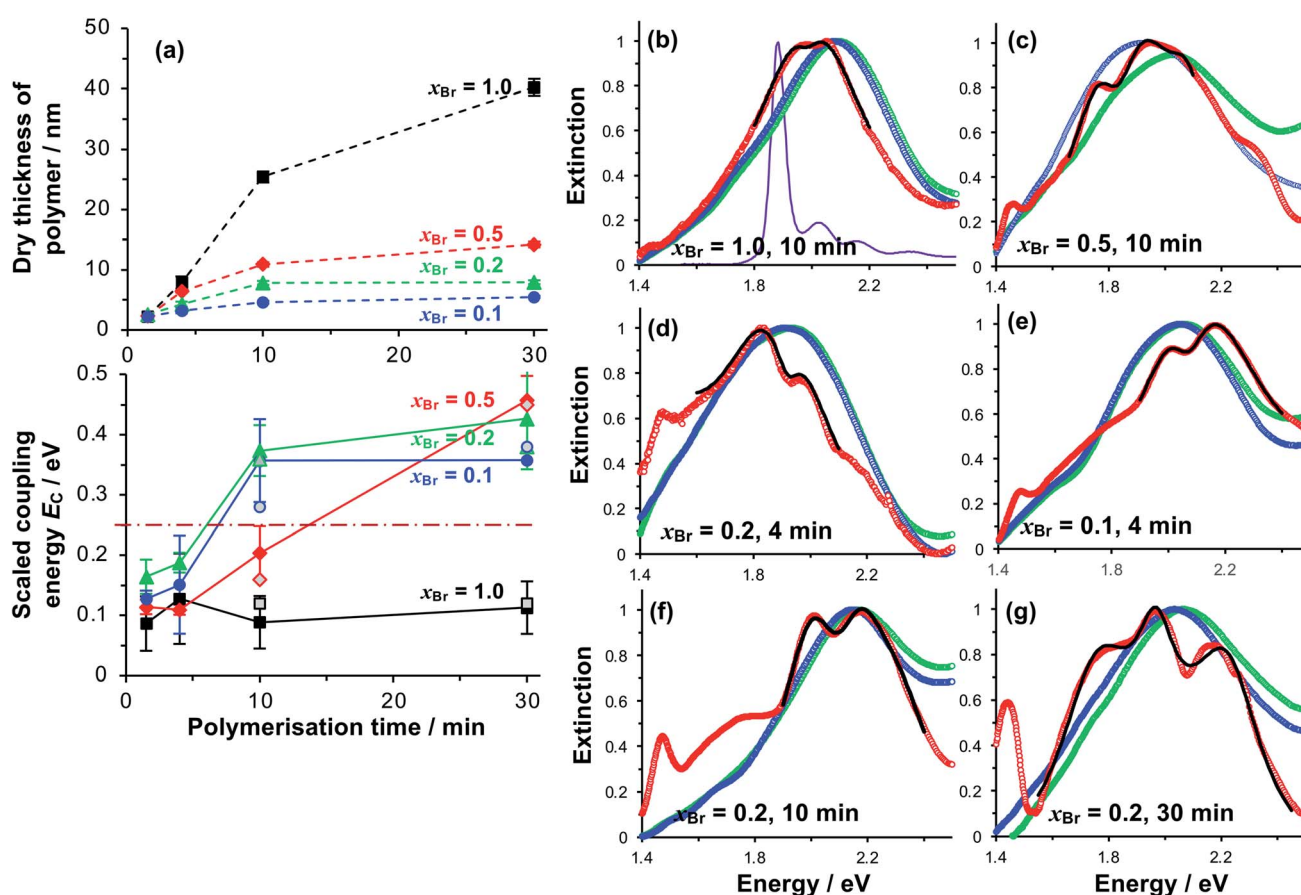 (a)
50
40
30
20
10
0
0
10
20
30
Dry thickness of
polymer / nm
xBr = 1.0
xBr = 0.5
xBr = 0.2
xBr = 0.1
0.5
0.4
0.3
0.2
0.1
0
0
10
20
30
Scaled coupling
energy EC / eV
xBr = 0.5
xBr = 0.2
xBr = 0.1
xBr = 1.0
Polymerisation time / min
(b)
1
0.8
0.6
0.4
0.2
0
1.4
1.8
2.2
Extinction
xBr = 1.0, 10 min
(c)
1
0.8
0.6
0.4
0.2
0
1.4
1.8
2.2
xBr = 0.5, 10 min
(d)
1
0.8
0.6
0.4
0.2
0
1.4
1.8
2.2
xBr = 0.2, 4 min
(e)
1
0.8
0.6
0.4
0.2
0
1.4
1.8
2.2
xBr = 0.1, 4 min
(f)
1
0.8
0.6
0.4
0.2
0
1.4
1.8
2.2
Extinction
xBr = 0.2, 10 min
(g)
1
0.8
0.6
0.4
0.2
0
1.4
1.8
2.2
xBr = 0.2, 30 min
Energy / eV
Energy / eV